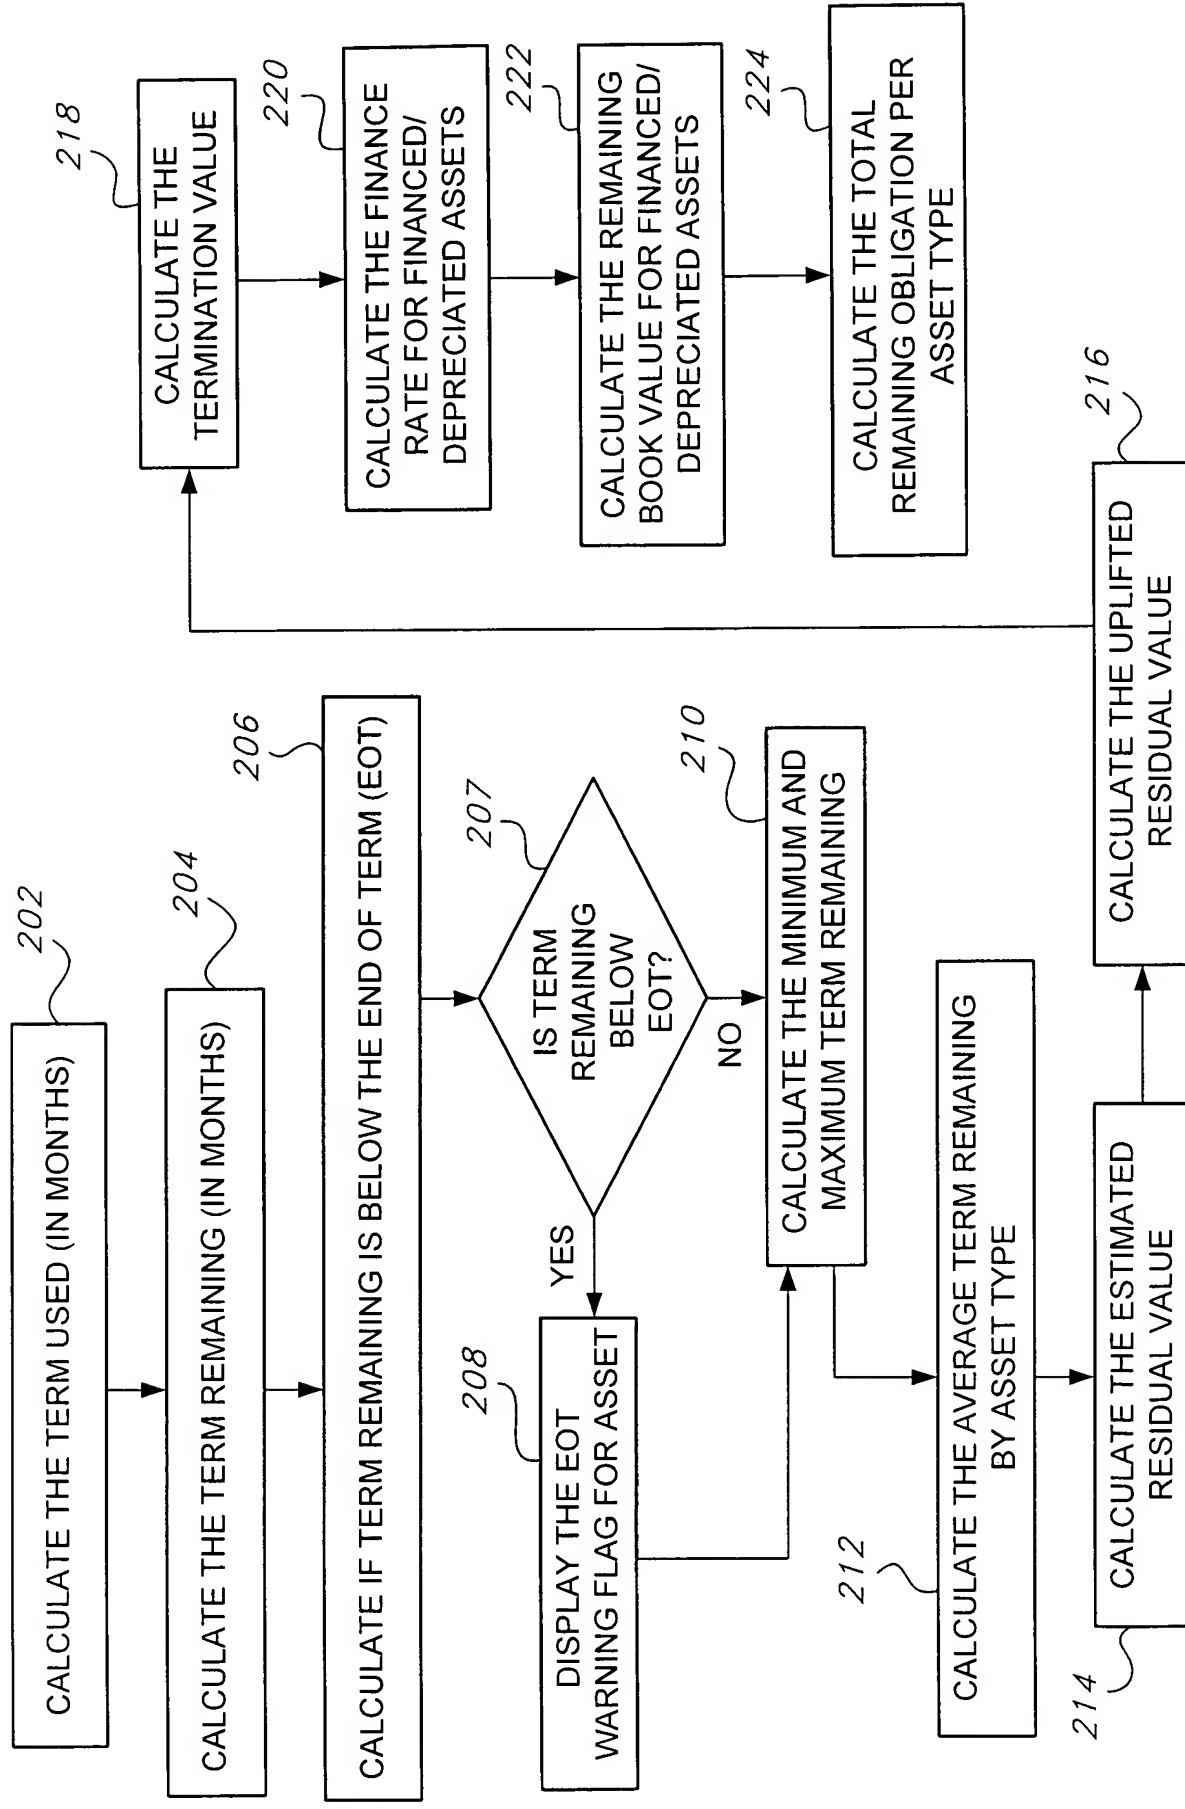 202
CALCULATE THE TERM USED (IN MONTHS)
204
CALCULATE THE TERM REMAINING (IN MONTHS)
206
CALCULATE IF TERM REMAINING IS BELOW THE END OF TERM (EOT)
207
IS TERM
REMAINING
BELOW
EOT?
YES
NO
208
DISPLAY THE EOT
WARNING FLAG FOR ASSET
210
CALCULATE THE MINIMUM AND
MAXIMUM TERM REMAINING
212
CALCULATE THE AVERAGE TERM REMAINING
BY ASSET TYPE
214
CALCULATE THE ESTIMATED
RESIDUAL VALUE
216
CALCULATE THE UPLIFTED
RESIDUAL VALUE
218
CALCULATE THE
TERMINATION VALUE
220
CALCULATE THE FINANCE
RATE FOR FINANCED/
DEPRECIATED ASSETS
222
CALCULATE THE REMAINING
BOOK VALUE FOR FINANCED/
DEPRECIATED ASSETS
224
CALCULATE THE TOTAL
REMAINING OBLIGATION PER
ASSET TYPE